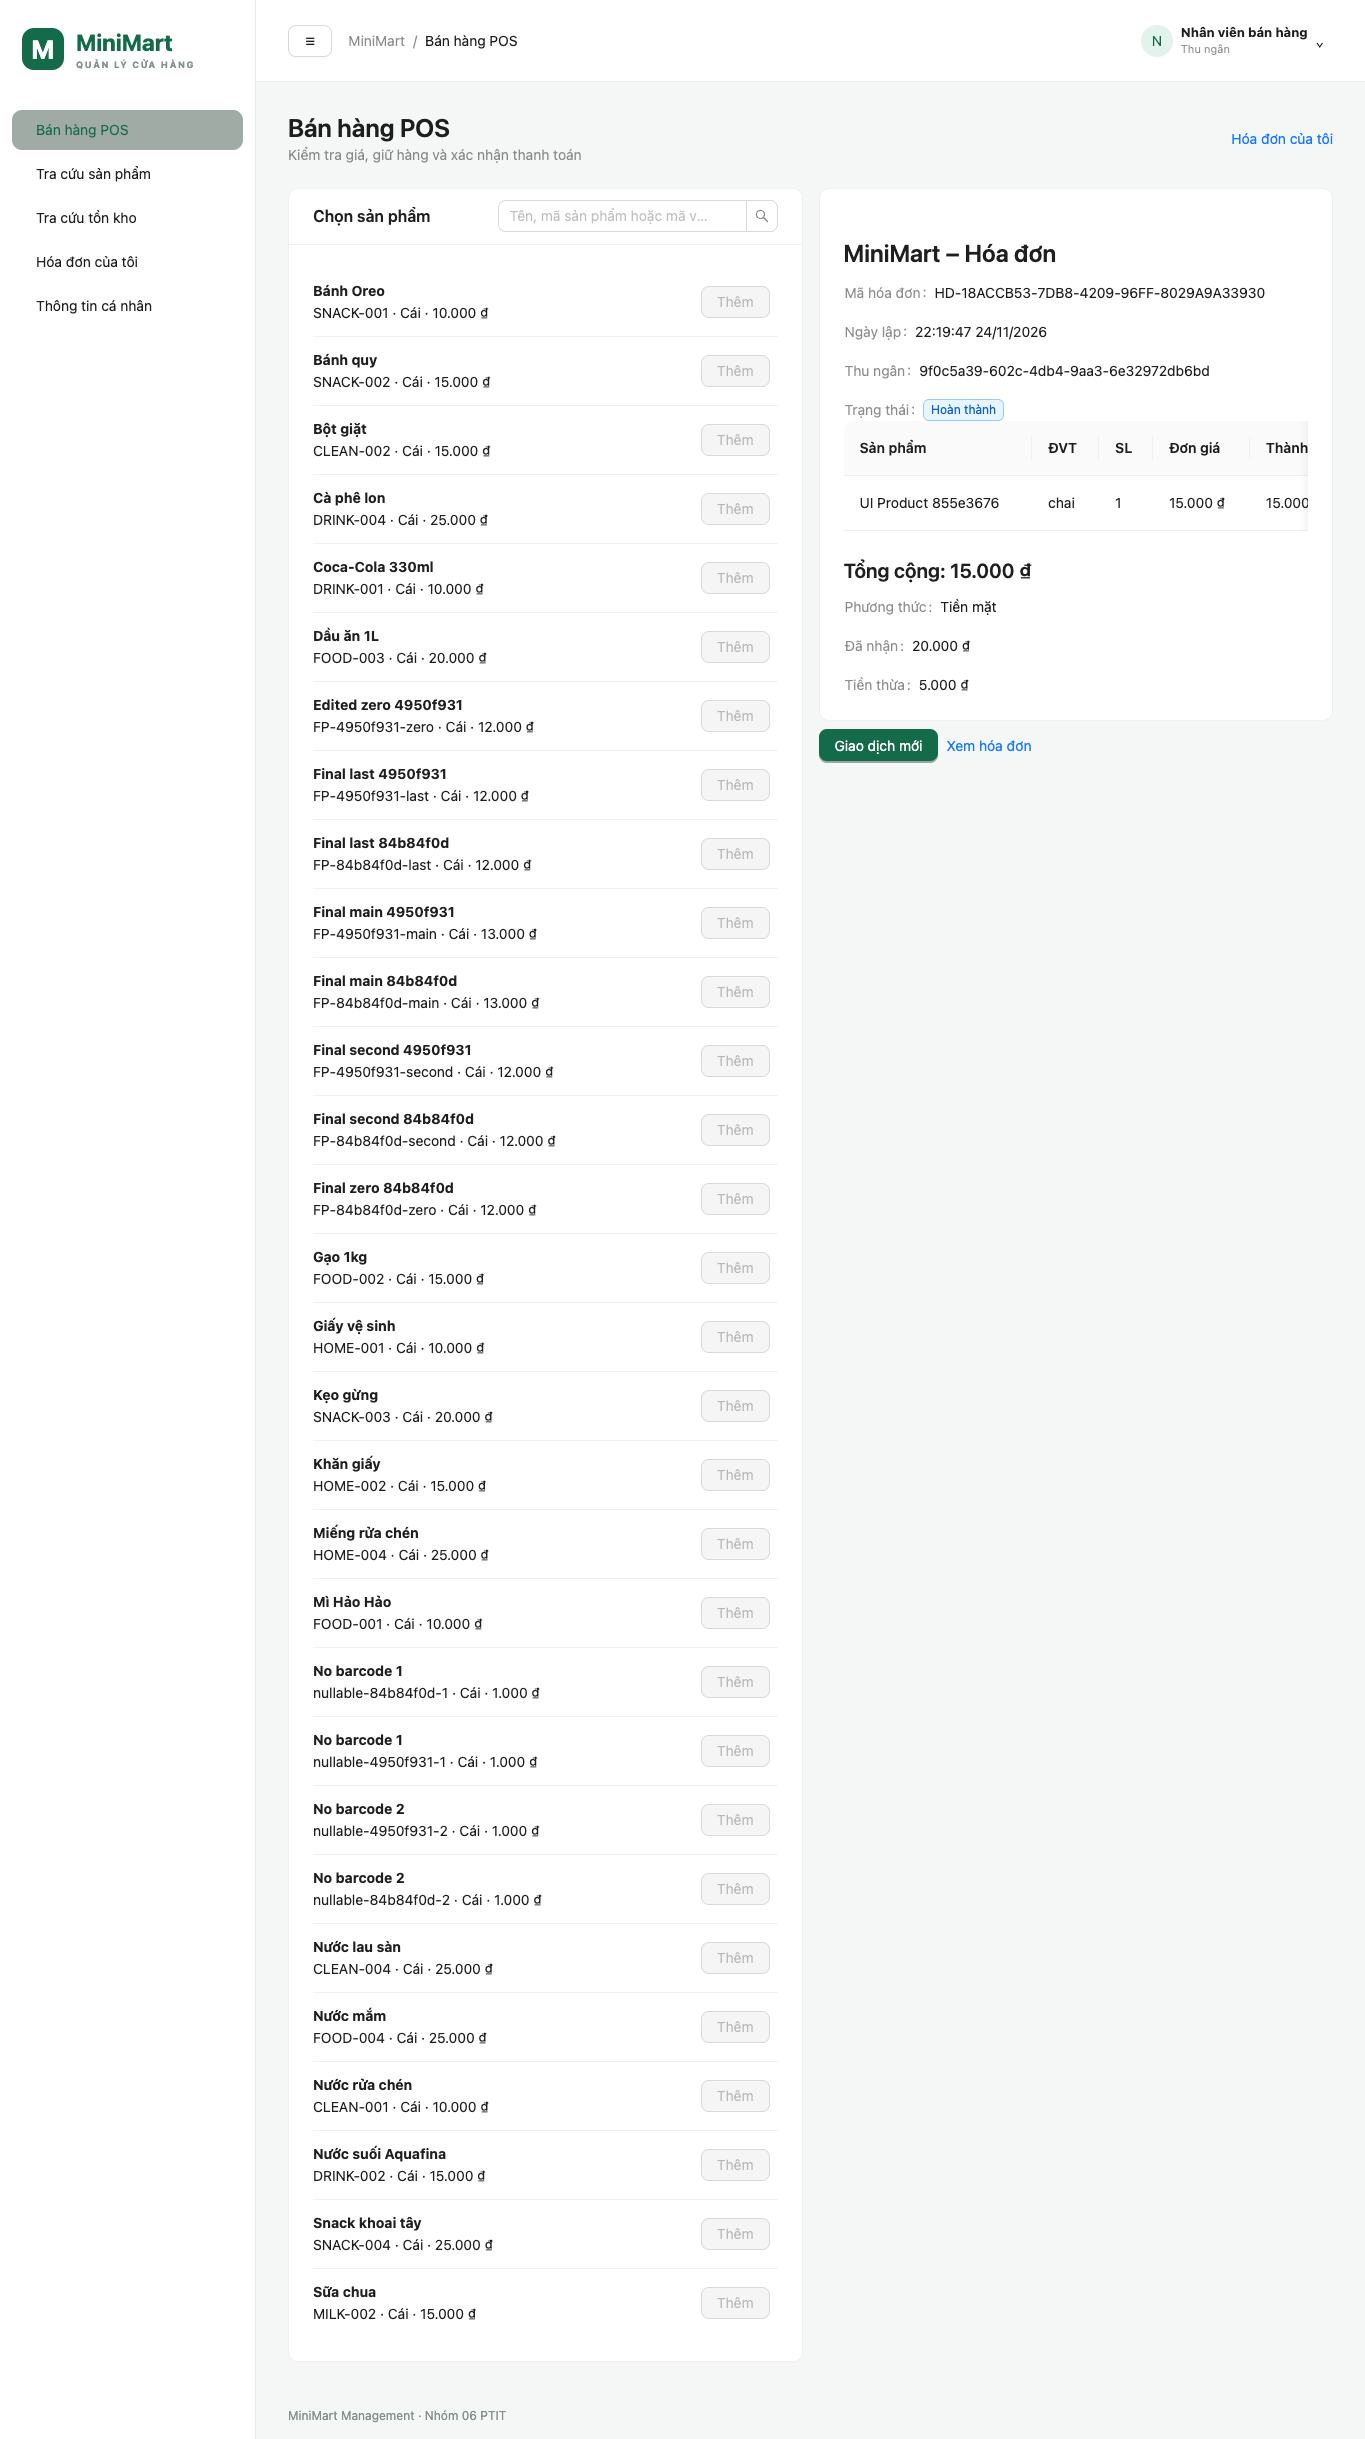 M MiniMart
QUẢN LÝ CỬA HÀNG
Bán hàng POS
Tra cứu sản phẩm
Tra cứu tồn kho
Hóa đơn của tôi
Thông tin cá nhân
≡ MiniMart / Bán hàng POS
N Nhân viên bán hàng
Thu ngân
Bán hàng POS
Kiểm tra giá, giữ hàng và xác nhận thanh toán
Hóa đơn của tôi
Chọn sản phẩm
Tên, mã sản phẩm hoặc mã v...
Bánh Oreo
SNACK-001 · Cái · 10.000 ₫
Thêm
Bánh quy
SNACK-002 · Cái · 15.000 ₫
Thêm
Bột giặt
CLEAN-002 · Cái · 15.000 ₫
Thêm
Cà phê lon
DRINK-004 · Cái · 25.000 ₫
Thêm
Coca-Cola 330ml
DRINK-001 · Cái · 10.000 ₫
Thêm
Dầu ăn 1L
FOOD-003 · Cái · 20.000 ₫
Thêm
Edited zero 4950f931
FP-4950f931-zero · Cái · 12.000 ₫
Thêm
Final last 4950f931
FP-4950f931-last · Cái · 12.000 ₫
Thêm
Final last 84b84f0d
FP-84b84f0d-last · Cái · 12.000 ₫
Thêm
Final main 4950f931
FP-4950f931-main · Cái · 13.000 ₫
Thêm
Final main 84b84f0d
FP-84b84f0d-main · Cái · 13.000 ₫
Thêm
Final second 4950f931
FP-4950f931-second · Cái · 12.000 ₫
Thêm
Final second 84b84f0d
FP-84b84f0d-second · Cái · 12.000 ₫
Thêm
Final zero 84b84f0d
FP-84b84f0d-zero · Cái · 12.000 ₫
Thêm
Gạo 1kg
FOOD-002 · Cái · 15.000 ₫
Thêm
Giấy vệ sinh
HOME-001 · Cái · 10.000 ₫
Thêm
Kẹo gừng
SNACK-003 · Cái · 20.000 ₫
Thêm
Khăn giấy
HOME-002 · Cái · 15.000 ₫
Thêm
Miếng rửa chén
HOME-004 · Cái · 25.000 ₫
Thêm
Mì Hảo Hảo
FOOD-001 · Cái · 10.000 ₫
Thêm
No barcode 1
nullable-84b84f0d-1 · Cái · 1.000 ₫
Thêm
No barcode 1
nullable-4950f931-1 · Cái · 1.000 ₫
Thêm
No barcode 2
nullable-4950f931-2 · Cái · 1.000 ₫
Thêm
No barcode 2
nullable-84b84f0d-2 · Cái · 1.000 ₫
Thêm
Nước lau sàn
CLEAN-004 · Cái · 25.000 ₫
Thêm
Nước mắm
FOOD-004 · Cái · 25.000 ₫
Thêm
Nước rửa chén
CLEAN-001 · Cái · 10.000 ₫
Thêm
Nước suối Aquafina
DRINK-002 · Cái · 15.000 ₫
Thêm
Snack khoai tây
SNACK-004 · Cái · 25.000 ₫
Thêm
Sữa chua
MILK-002 · Cái · 15.000 ₫
Thêm
MiniMart – Hóa đơn
Mã hóa đơn: HD-18ACCB53-7DB8-4209-96FF-8029A9A33930
Ngày lập: 22:19:47 24/11/2026
Thu ngân: 9f0c5a39-602c-4db4-9aa3-6e32972db6bd
Trạng thái: Hoàn thành
Sản phẩm ĐVT SL Đơn giá Thành
UI Product 855e3676 chai 1 15.000 ₫ 15.000
Tổng cộng: 15.000 ₫
Phương thức: Tiền mặt
Đã nhận: 20.000 ₫
Tiền thừa: 5.000 ₫
Giao dịch mới Xem hóa đơn
MiniMart Management · Nhóm 06 PTIT